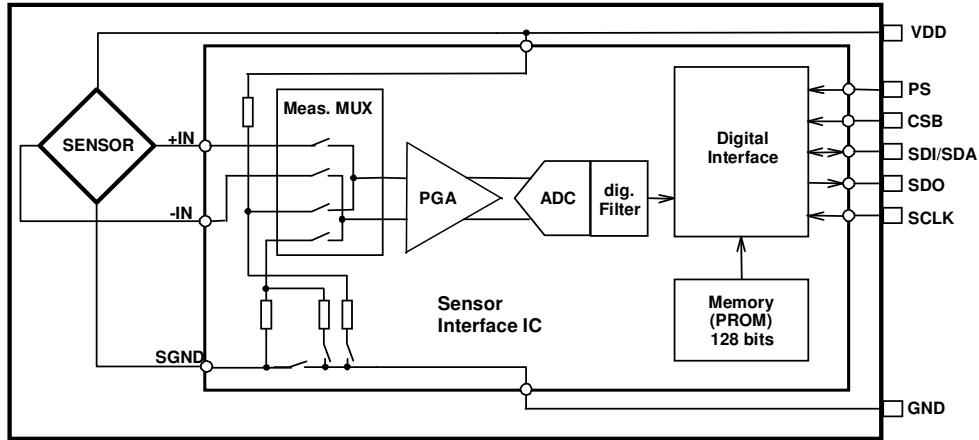 VDD
PS
Meas. MUX
CSB
SENSOR
+IN
Digital
Interface
SDI/SDA
SDO
PGA
ADC
dig.
Filter
-IN
SCLK
Sensor
Interface IC
Memory
(PROM)
128 bits
SGND
GND